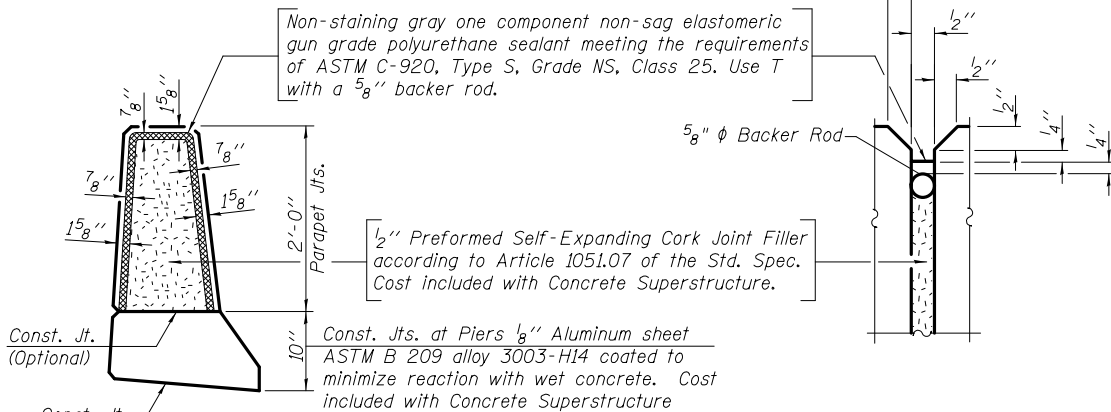 Non-staining gray one component non-sag elastomeric
gun grade polyurethane sealant meeting the requirements
of ASTM C-920, Type S, Grade NS, Class 25. Use T
with a 5/8" backer rod.
1/2"
1/2"
1/2"
1/4"
1/4"
7/8"
1 5/8"
5/8" ϕ Backer Rod
7/8"
7/8"
1 5/8"
1 5/8"
2'-0"
Parapet Jts.
1/2" Preformed Self-Expanding Cork Joint Filler
according to Article 1051.07 of the Std. Spec.
Cost included with Concrete Superstructure.
Const. Jt.
(Optional)
10"
Const. Jts. at Piers 1/8" Aluminum sheet
ASTM B 209 alloy 3003-H14 coated to
minimize reaction with wet concrete. Cost
included with Concrete Superstructure
Const. Jt.